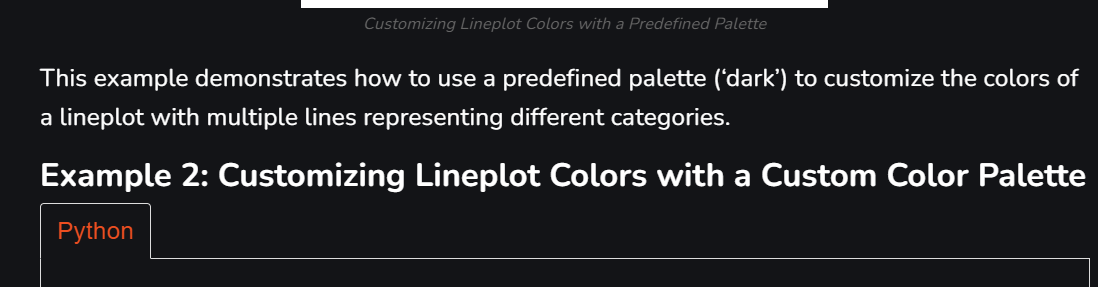 Customizing Lineplot Colors with a Predefined Palette
This example demonstrates how to use a predefined palette (‘dark’) to customize the colors of
a lineplot with multiple lines representing different categories.
Example 2: Customizing Lineplot Colors with a Custom Color Palette
Python